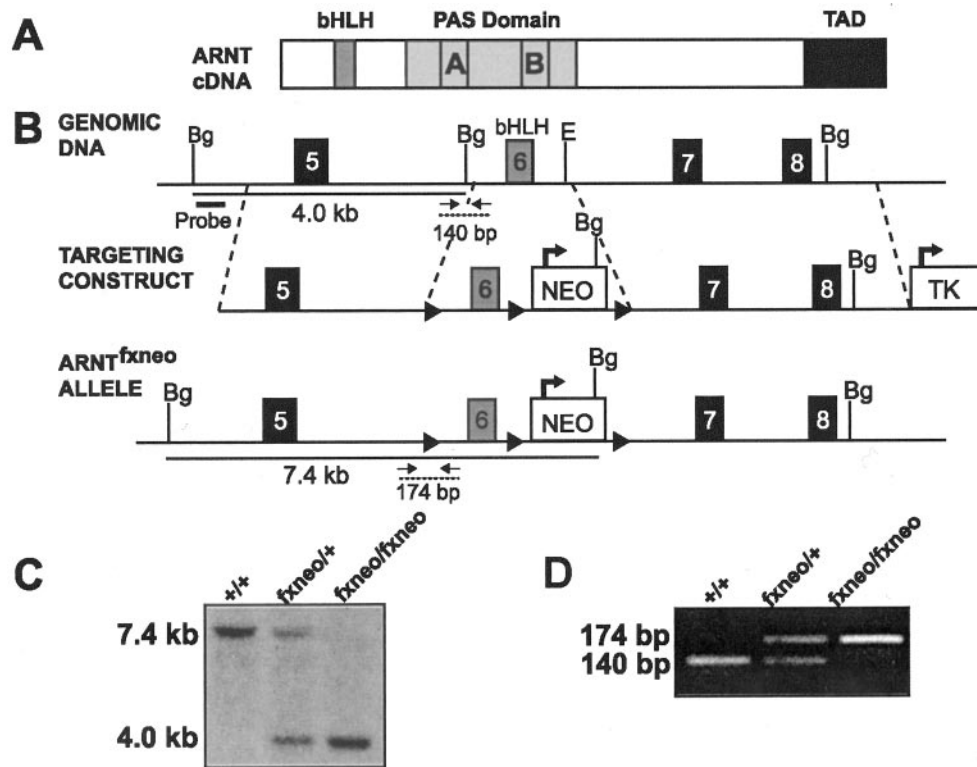 A
bHLH PAS Domain TAD
ARNT cDNA
A B
B
GENOMIC DNA
Bg 5 Bg bHLH 6 E 7 8 Bg
Probe
4.0 kb
140 bp
TARGETING CONSTRUCT
5 6 NEO Bg 7 8 Bg TK
ARNTfxneo ALLELE
Bg 5 6 NEO Bg 7 8 Bg
7.4 kb
174 bp
C
+/+ fxneo/+ fxneo/fxneo
7.4 kb
4.0 kb
D
+/+ fxneo/+ fxneo/fxneo
174 bp
140 bp